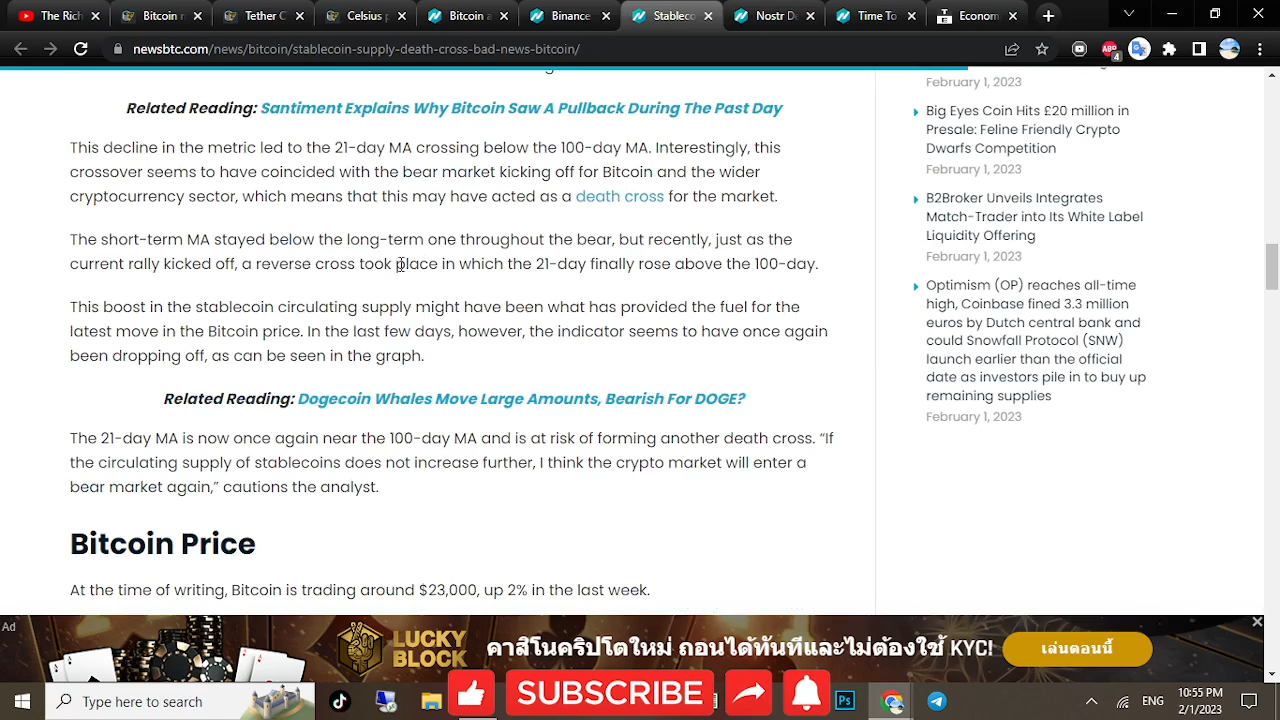 The Rich
Bitcoin n
Tether C
Celsius p
Bitcoin a
Binance
Stableco
Nostr De
Time To
Econom
newsbtc.com/news/bitcoin/stablecoin-supply-death-cross-bad-news-bitcoin/
ABP
4
Related Reading: Santiment Explains Why Bitcoin Saw A Pullback During The Past Day
This decline in the metric led to the 21-day MA crossing below the 100-day MA. Interestingly, this
crossover seems to have coincided with the bear market kicking off for Bitcoin and the wider
cryptocurrency sector, which means that this may have acted as a death cross for the market.
The short-term MA stayed below the long-term one throughout the bear, but recently, just as the
current rally kicked off, a reverse cross took place in which the 21-day finally rose above the 100-day.
This boost in the stablecoin circulating supply might have been what has provided the fuel for the
latest move in the Bitcoin price. In the last few days, however, the indicator seems to have once again
been dropping off, as can be seen in the graph.
Related Reading: Dogecoin Whales Move Large Amounts, Bearish For DOGE?
The 21-day MA is now once again near the 100-day MA and is at risk of forming another death cross. “If
the circulating supply of stablecoins does not increase further, I think the crypto market will enter a
bear market again,” cautions the analyst.
Bitcoin Price
At the time of writing, Bitcoin is trading around $23,000, up 2% in the last week.
February 1, 2023
Big Eyes Coin Hits £20 million in
Presale: Feline Friendly Crypto
Dwarfs Competition
February 1, 2023
B2Broker Unveils Integrates
Match-Trader into Its White Label
Liquidity Offering
February 1, 2023
Optimism (OP) reaches all-time
high, Coinbase fined 3.3 million
euros by Dutch central bank and
could Snowfall Protocol (SNW)
launch earlier than the official
date as investors pile in to buy up
remaining supplies
February 1, 2023
Ad
LUCKY
BLOCK
คาสิโนคริปโตใหม่ ถอนได้ทันทีและไม่ต้องใช้ KYC!
เล่นตอนนี้
Type here to search
SUBSCRIBE
Ps
ENG
10:55 PM
2/1/2023